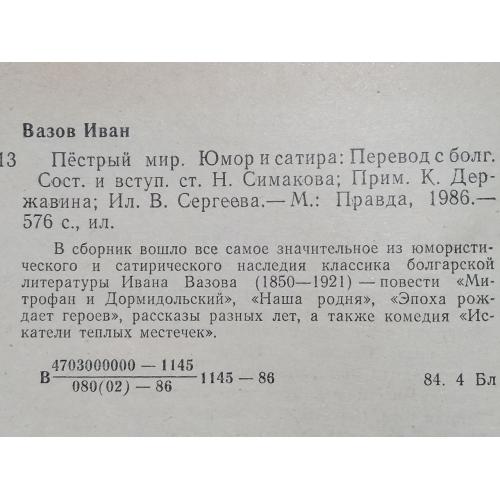 Вазов Иван
13 Пёстрый мир. Юмор и сатира: Перевод с болг.
Сост. и вступ. ст. Н. Симакова; Прим. К. Дер-
жавина; Ил. В. Сергеева.— М.: Правда, 1986.—
576 с., ил.
В сборник вошло все самое значительное из юмористи-
ческого и сатирического наследия классика болгарской
литературы Ивана Вазова (1850—1921) — повести «Ми-
трофан и Дормидольский», «Наша родня», «Эпоха рож-
дает героев», рассказы разных лет, а также комедия «Ис-
катели теплых местечек».
4703000000 — 1145
В 1145 — 86 84. 4 Бл
080(02) — 86